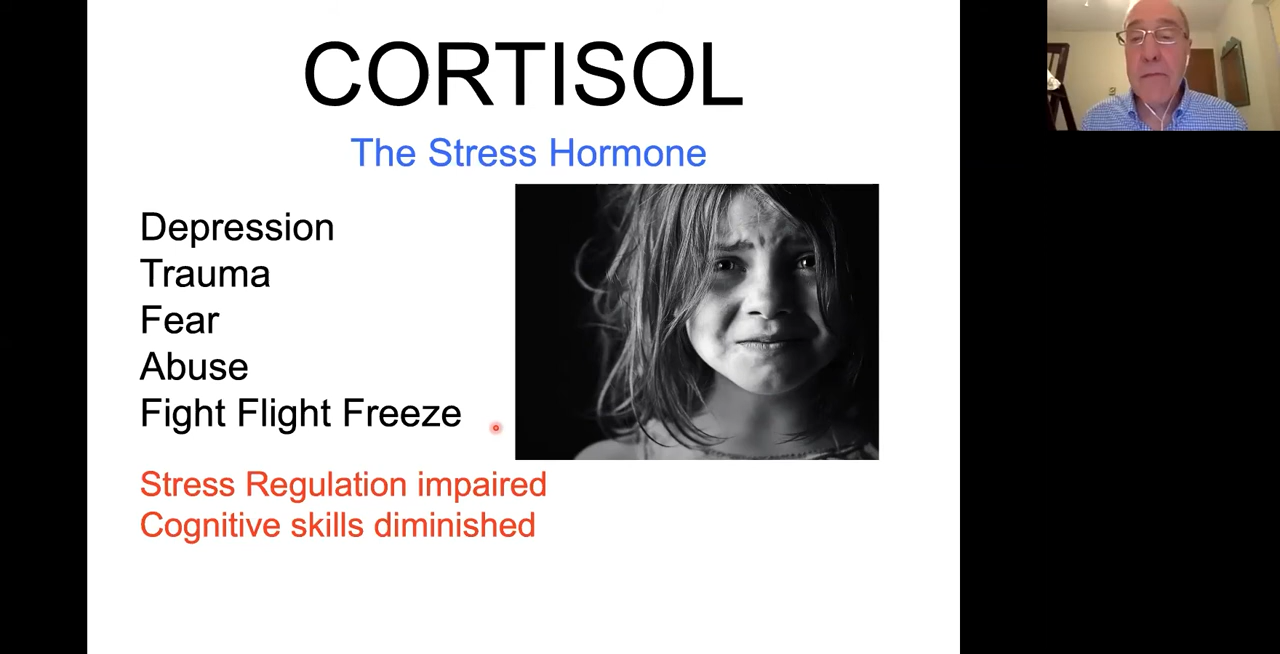 CORTISOL
The Stress Hormone
Depression
Trauma
Fear
Abuse
Fight Flight Freeze
Stress Regulation impaired
Cognitive skills diminished